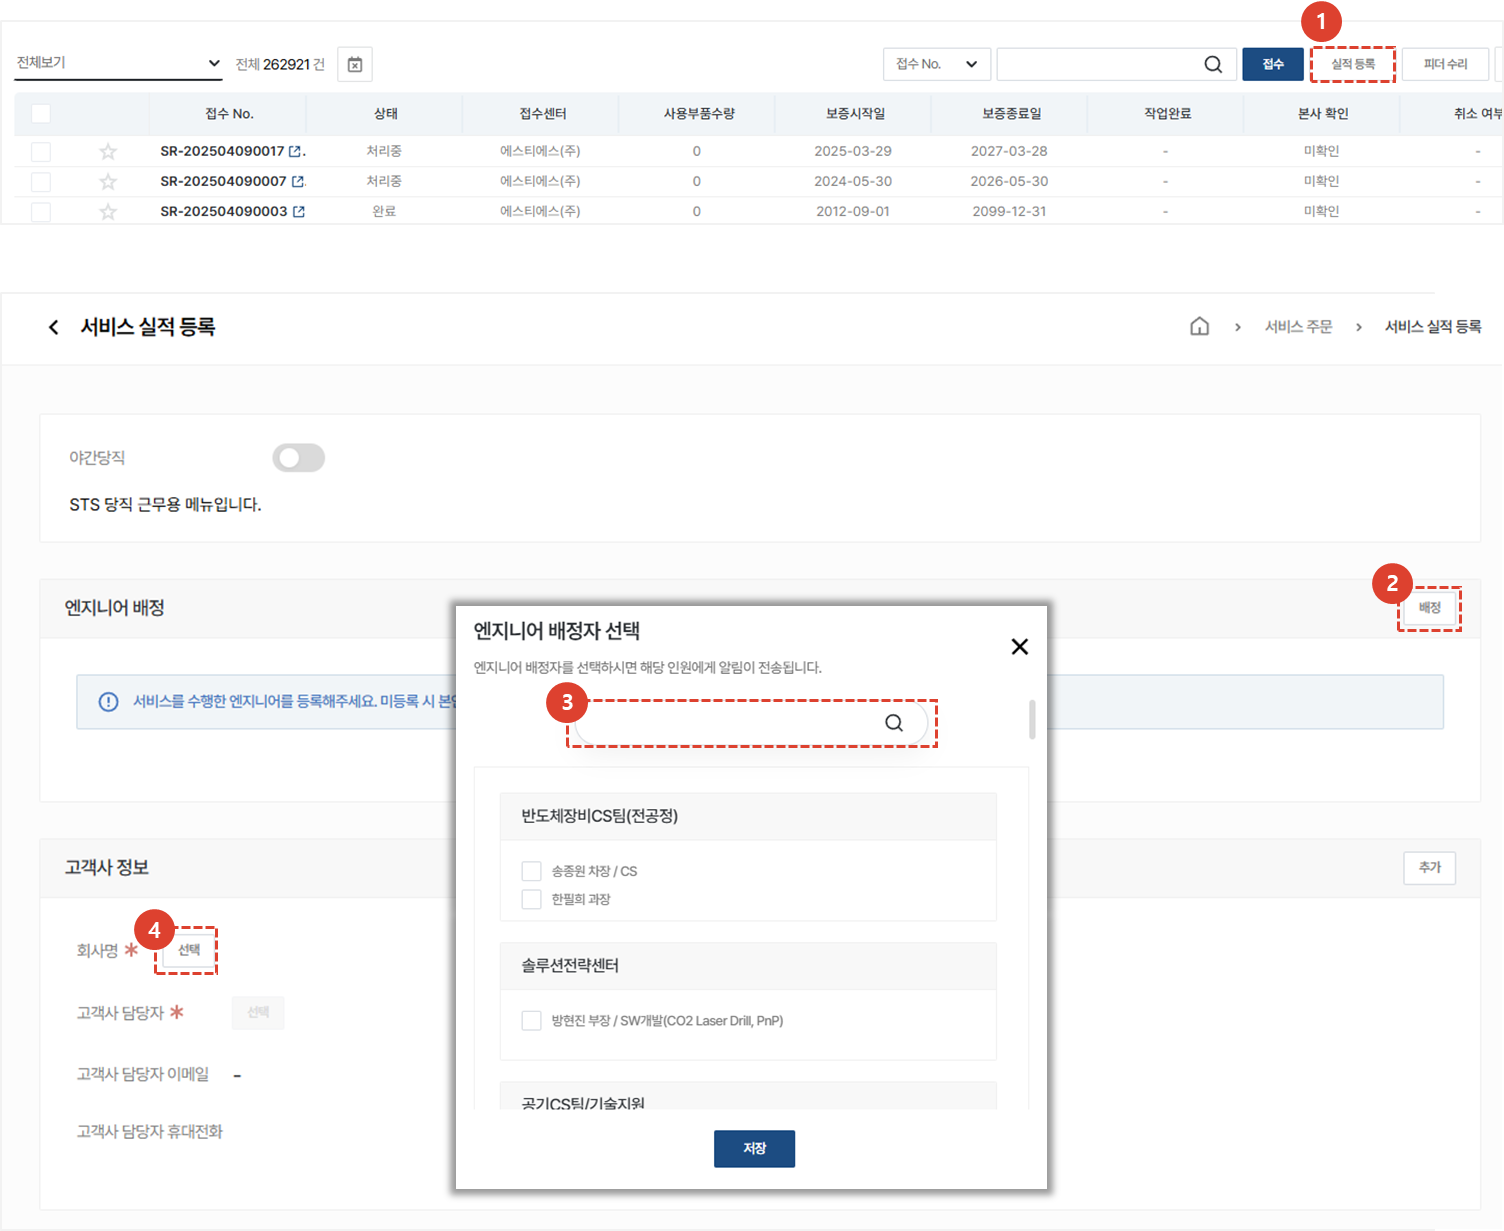 1
전체보기 전체 262921 건 접수 No. 접수 실적 등록 피더 수리
접수 No. 상태 접수센터 사용부품수량 보증시작일 보증종료일 작업완료 본사 확인 취소 여부
SR-202504090017 처리중 에스티에스(주) 0 2025-03-29 2027-03-28 - 미확인 -
SR-202504090007 처리중 에스티에스(주) 0 2024-05-30 2026-05-30 - 미확인 -
SR-202504090003 완료 에스티에스(주) 0 2012-09-01 2099-12-31 - 미확인 -
서비스 실적 등록 서비스 주문 > 서비스 실적 등록
야간당직
STS 당직 근무용 메뉴입니다.
2
엔지니어 배정 배정
서비스를 수행한 엔지니어를 등록해주세요. 미등록 시 본인
엔지니어 배정자 선택
엔지니어 배정자를 선택하시면 해당 인원에게 알림이 전송됩니다.
3
반도체장비CS팀(전공정)
송종원 차장 / CS
한필희 과장
솔루션전략센터
방현진 부장 / SW개발(CO2 Laser Drill, PnP)
공기CS팀/기술지원
저장
고객사 정보 추가
4
회사명 * 선택
고객사 담당자 * 선택
고객사 담당자 이메일 -
고객사 담당자 휴대전화